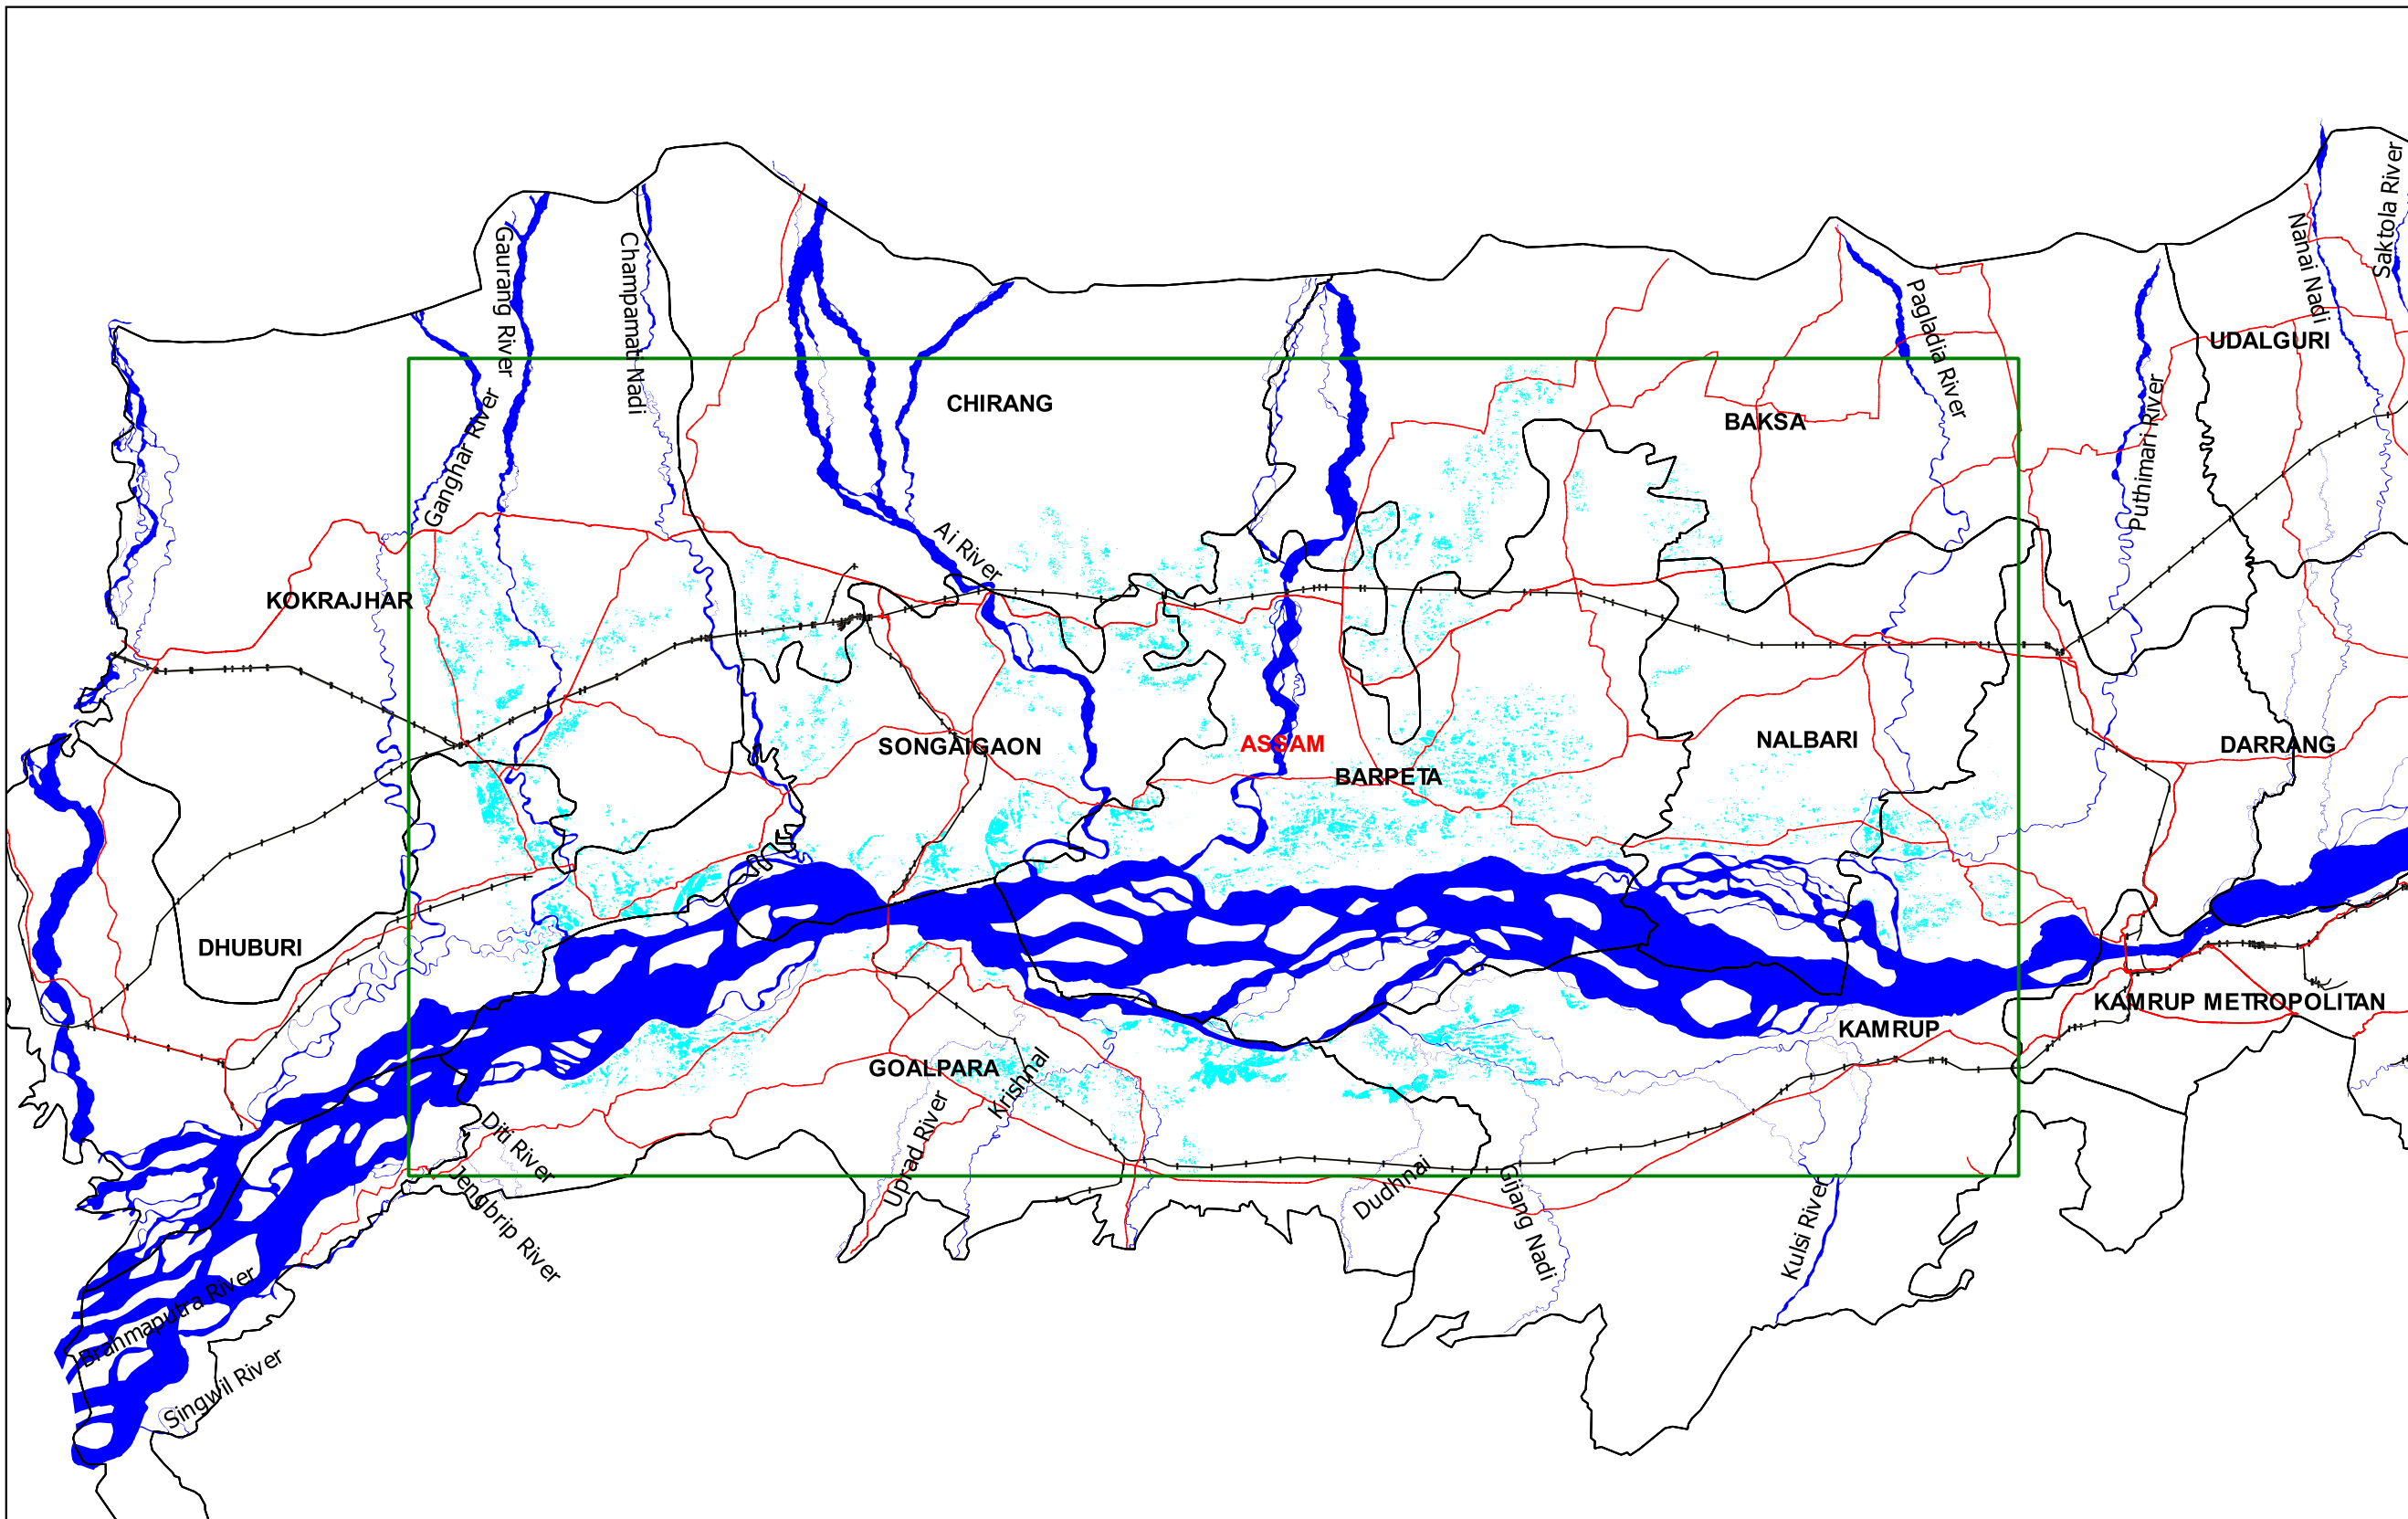 Saktola River
Nanai Nadi
Gaurang River
Champamati Nadi
Pagladia River
UDALGURI
CHIRANG
BAKSA
Ganghar River
Puthimari River
Ai River
KOKRAJHAR
SONGAIGAON
ASSAM
NALBARI
DARRANG
BARPETA
DHUBURI
KAMRUP METROPOLITAN
KAMRUP
GOALPARA
Krishnal
Diti River
Uprad River
Jengbrip River
Dudhnai
Gijang Nadi
Kulsi River
Brahmaputra River
Singwil River